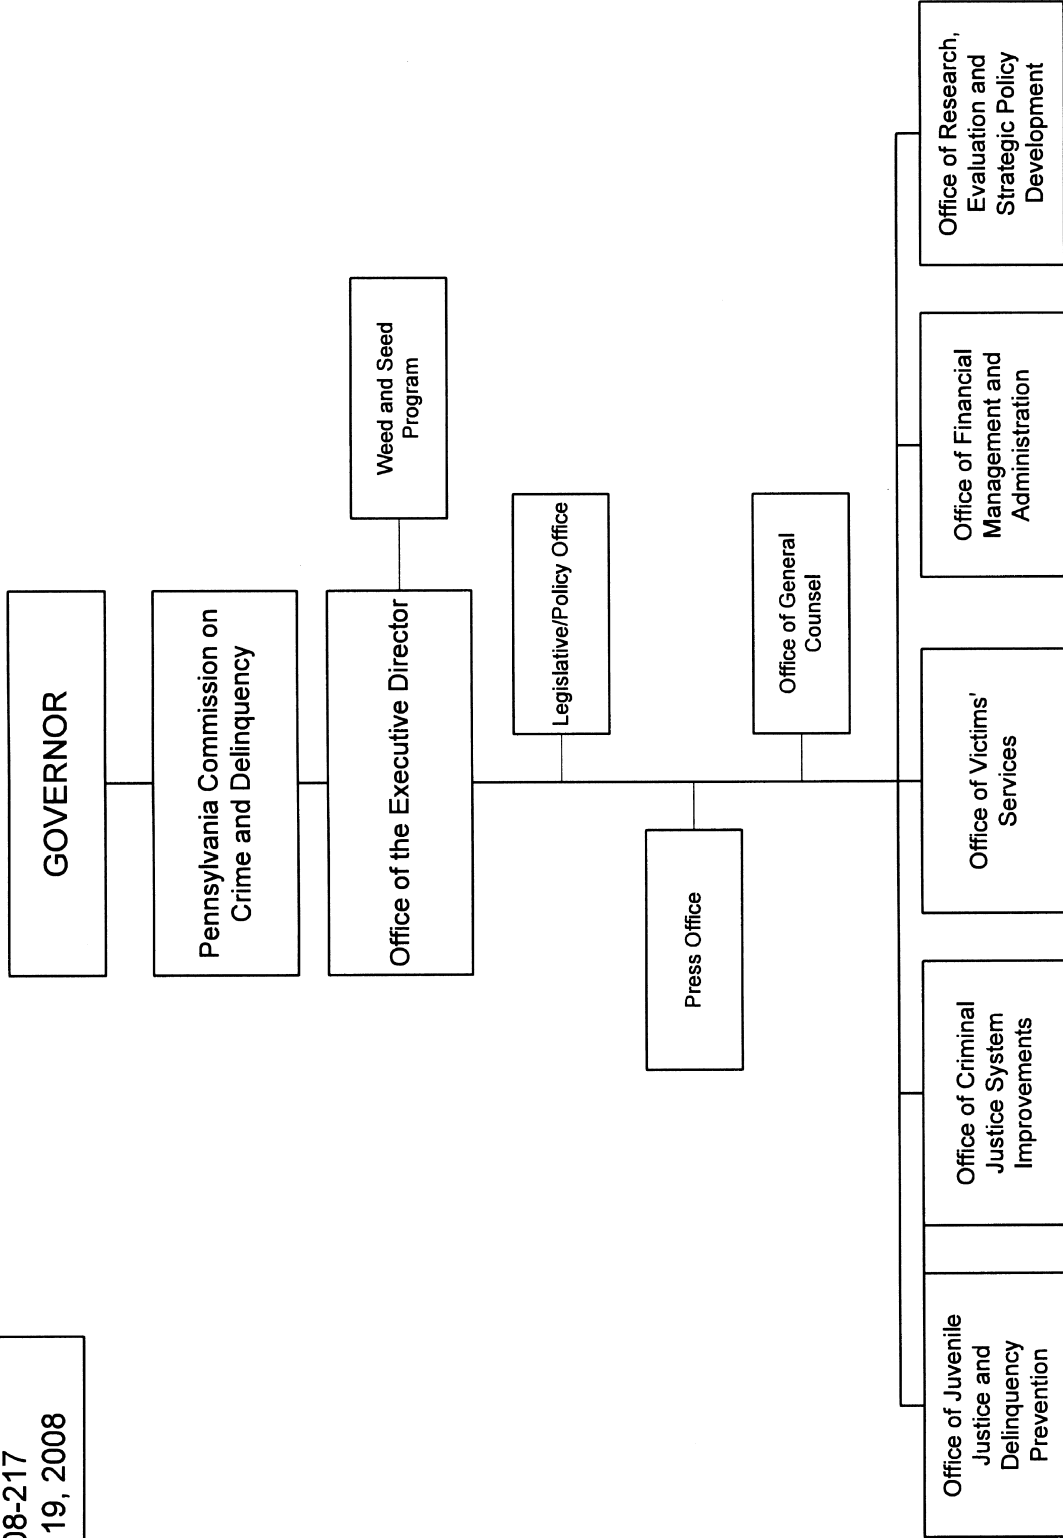 08-217
19, 2008
GOVERNOR
Pennsylvania Commission on
Crime and Delinquency
Office of the Executive Director
Weed and Seed
Program
Legislative/Policy Office
Press Office
Office of General
Counsel
Office of Juvenile
Justice and
Delinquency
Prevention
Office of Criminal
Justice System
Improvements
Office of Victims'
Services
Office of Financial
Management and
Administration
Office of Research,
Evaluation and
Strategic Policy
Development